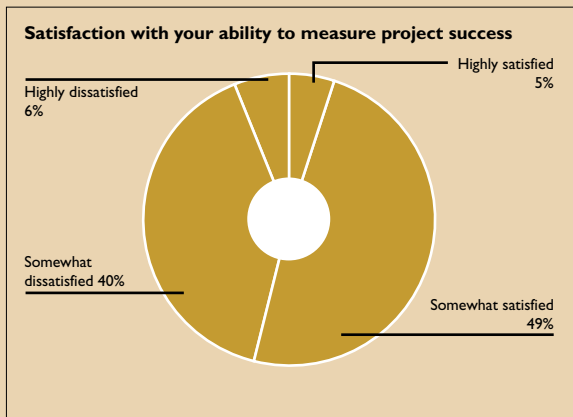 Satisfaction with your ability to measure project success
Highly satisfied
5%
Highly dissatisfied
6%
Somewhat
dissatisfied 40%
Somewhat satisfied
49%